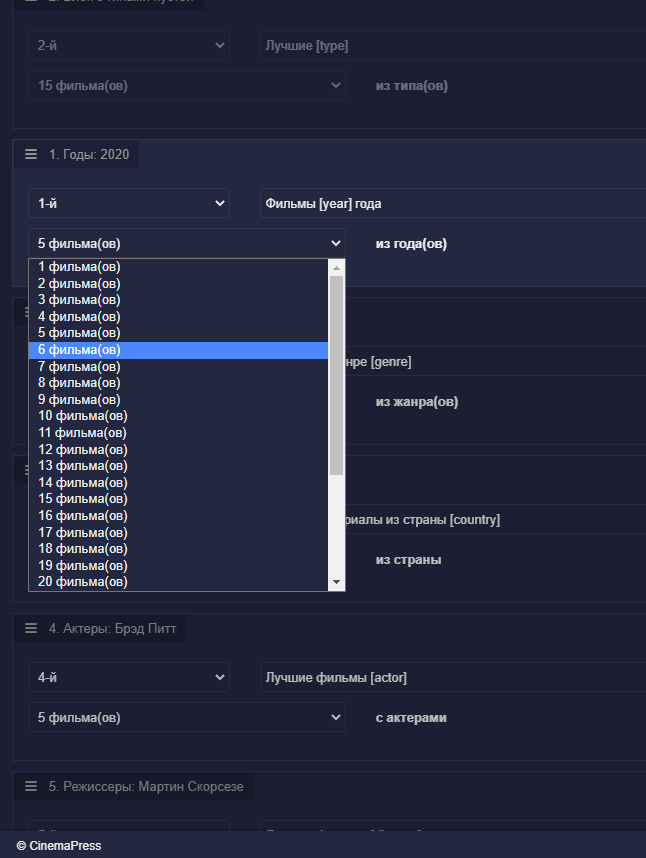 2-й
Лучшие [type]
15 фильма(ов)
из типа(ов)
1. Годы: 2020
1-й
Фильмы [year] года
5 фильма(ов)
из года(ов)
1 фильма(ов)
2 фильма(ов)
3 фильма(ов)
4 фильма(ов)
5 фильма(ов)
6 фильма(ов)
7 фильма(ов)
8 фильма(ов)
9 фильма(ов)
10 фильма(ов)
11 фильма(ов)
12 фильма(ов)
13 фильма(ов)
14 фильма(ов)
15 фильма(ов)
16 фильма(ов)
17 фильма(ов)
18 фильма(ов)
19 фильма(ов)
20 фильма(ов)
нре [genre]
из жанра(ов)
риалы из страны [country]
из страны
4. Актеры: Брэд Питт
4-й
Лучшие фильмы [actor]
5 фильма(ов)
с актерами
5. Режиссеры: Мартин Скорсезе
© CinemaPress